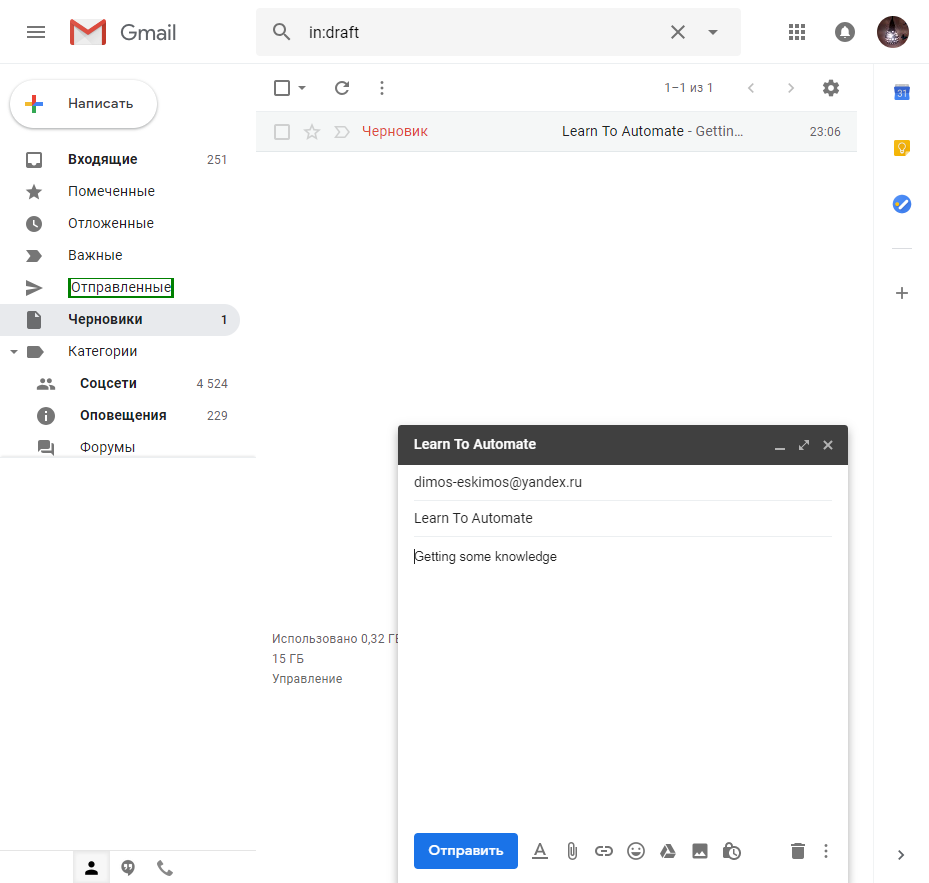 Gmail
in:draft
Написать
1–1 из 1
31
Черновик Learn To Automate - Gettin... 23:06
Входящие 251
Помеченные
Отложенные
Важные
Отправленные
Черновики 1
Категории
Соцсети 4 524
Оповещения 229
Форумы
Learn To Automate
dimos-eskimos@yandex.ru
Learn To Automate
Getting some knowledge
Использовано 0,32 ГБ
15 ГБ
Управление
Отправить